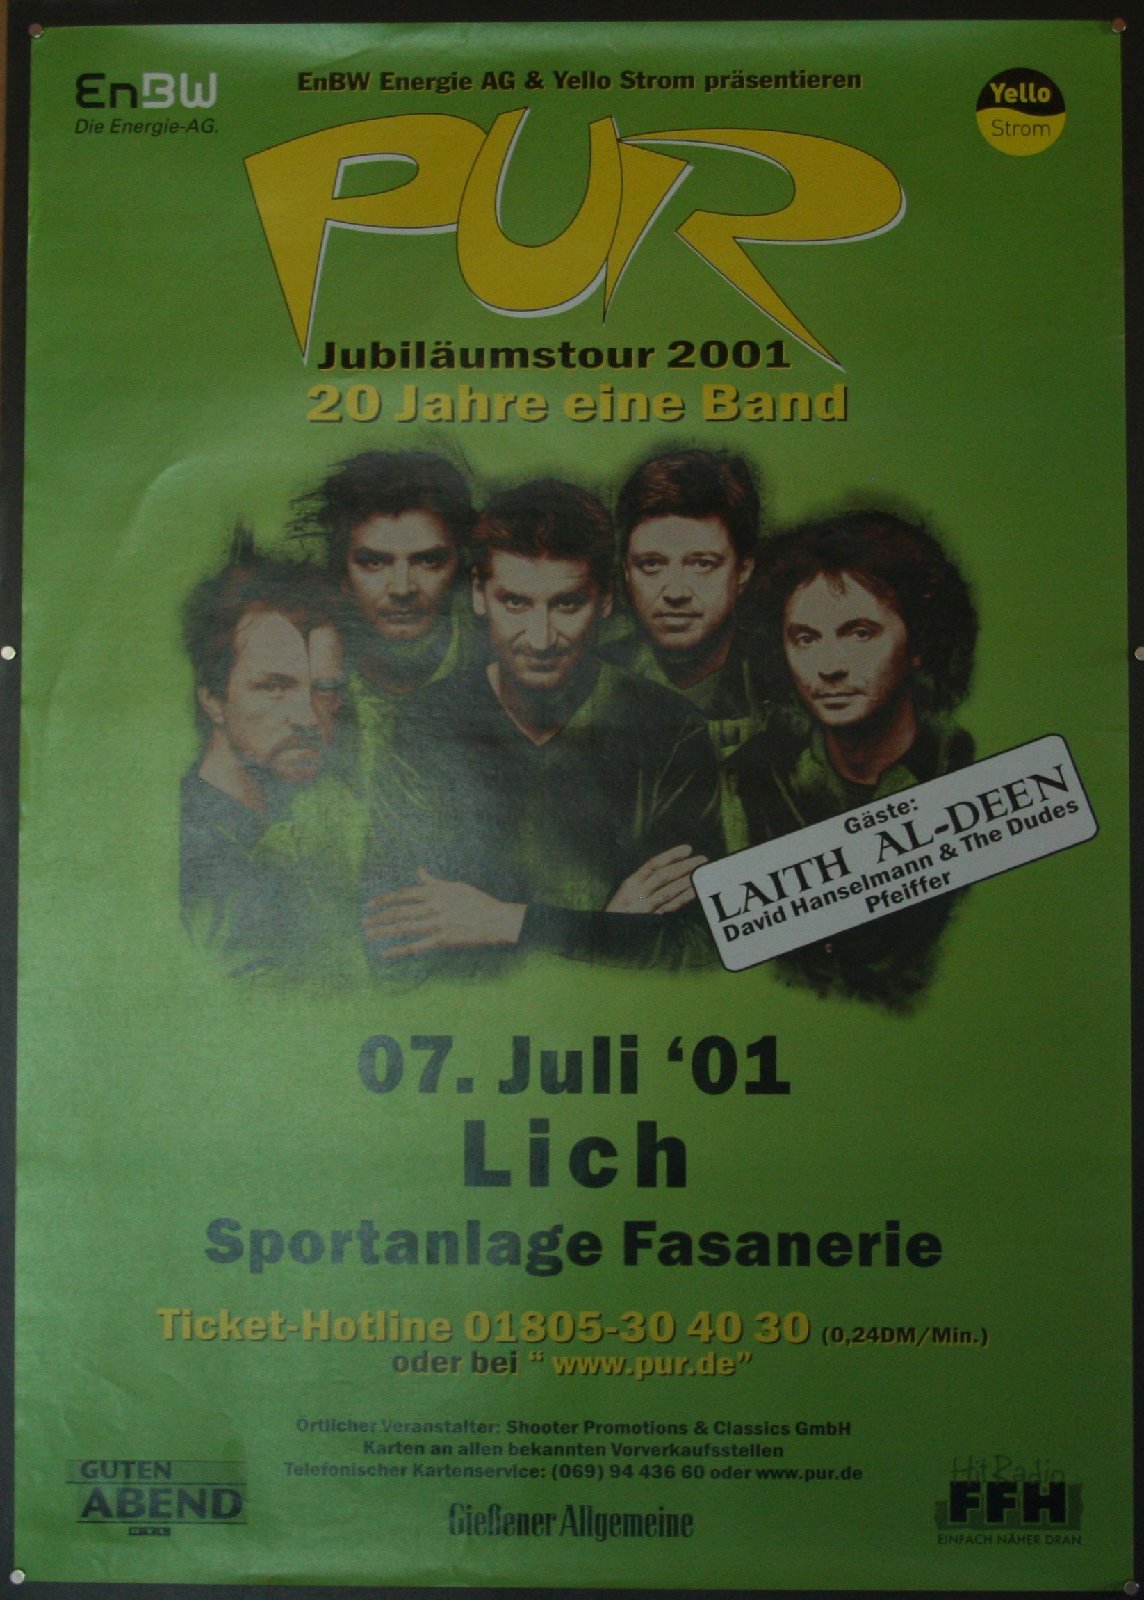 EnBW
Die Energie-AG.
EnBW Energie AG & Yello Strom präsentieren
Yello
Strom
PUR
Jubiläumstour 2001
20 Jahre eine Band
Gäste:
LAITH AL-DEEN
David Hanselmann & The Dudes
Pfeiffer
07. Juli ‘01
Lich
Sportanlage Fasanerie
Ticket-Hotline 01805-30 40 30 (0,24DM/Min.)
oder bei “ www.pur.de”
Örtlicher Veranstalter: Shooter Promotions & Classics GmbH
Karten an allen bekannten Vorverkaufsstellen
Telefonischer Kartenservice: (069) 94 436 60 oder www.pur.de
GUTEN
ABEND
RTL
Gießener Allgemeine
Hit Radio
FFH
EINFACH NÄHER DRAN